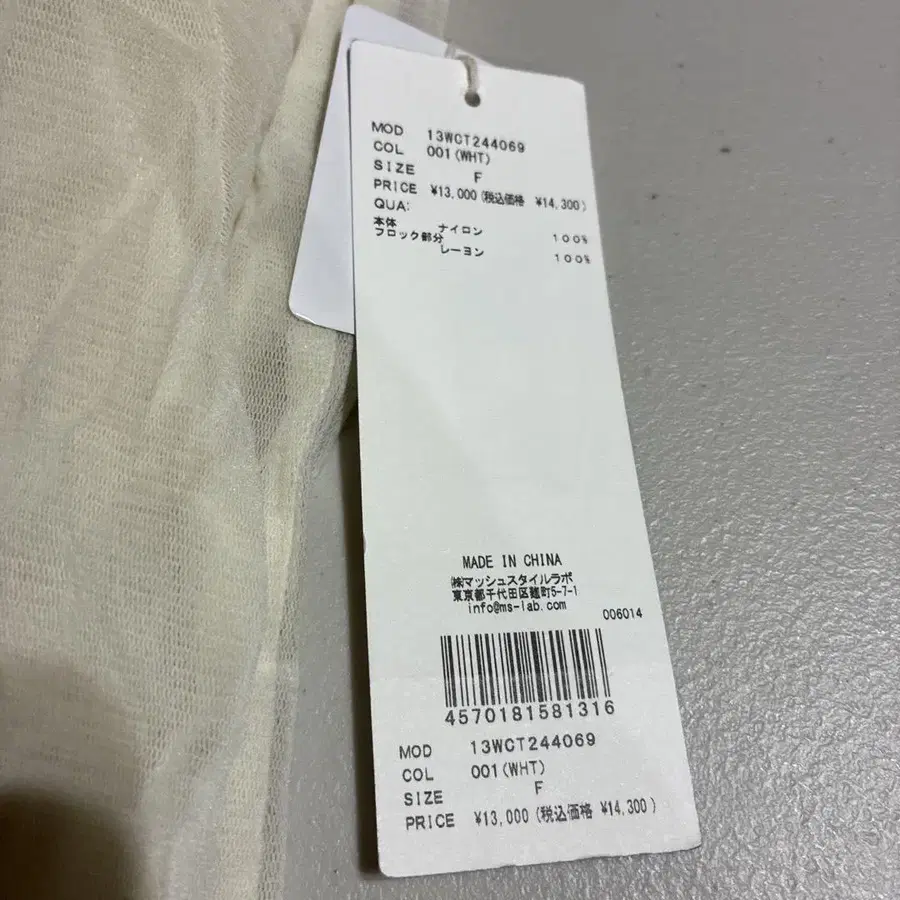 MOD 13WCT244069
COL 001(WHT)
SIZE F
PRICE ¥13,000(税込価格 ¥14,300)
QUA:
本体 ナイロン 100%
フロック部分 レーヨン 100%
MADE IN CHINA
㈱マッシュスタイルラボ
東京都千代田区麹町5-7-1
info@ms-lab.com
006014
4570181581316
MOD 13WCT244069
COL 001(WHT)
SIZE F
PRICE ¥13,000(税込価格 ¥14,300)